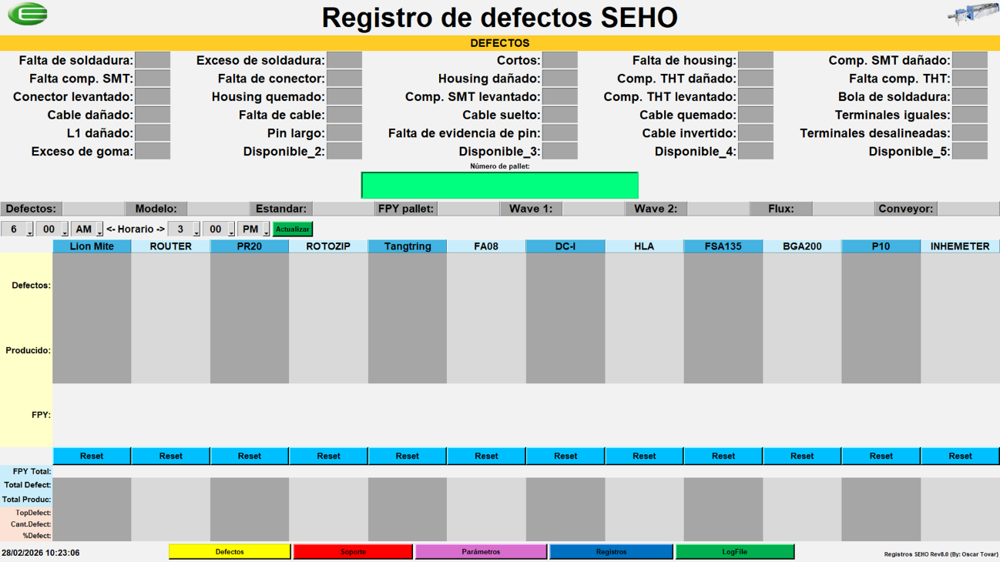 Registro de defectos SEHO
DEFECTOS
Falta de soldadura: Exceso de soldadura: Cortos: Falta de housing: Comp. SMT dañado:
Falta comp. SMT: Falta de conector: Housing dañado: Comp. THT dañado: Falta comp. THT:
Conector levantado: Housing quemado: Comp. SMT levantado: Comp. THT levantado: Bola de soldadura:
Cable dañado: Falta de cable: Cable suelto: Cable quemado: Terminales iguales:
L1 dañado: Pin largo: Falta de evidencia de pin: Cable invertido: Terminales desalineadas:
Exceso de goma: Disponible_2: Disponible_3: Disponible_4: Disponible_5:
Número de pallet:
Defectos: Modelo: Estandar: FPY pallet: Wave 1: Wave 2: Flux: Conveyor:
6 00 AM <- Horario -> 3 00 PM Actualizar
Lion Mite ROUTER PR20 ROTOZIP Tangtring FA08 DC-I HLA FSA135 BGA200 P10 INHEMETER
Defectos:
Producido:
FPY:
Reset Reset Reset Reset Reset Reset Reset Reset Reset Reset Reset Reset
FPY Total:
Total Defect:
Total Produc:
TopDefect:
Cant.Defect:
%Defect:
28/02/2026 10:23:06 Defectos Soporte Parámetros Registros LogFile Registros SEHO Rev8.0 (By: Oscar Tovar)